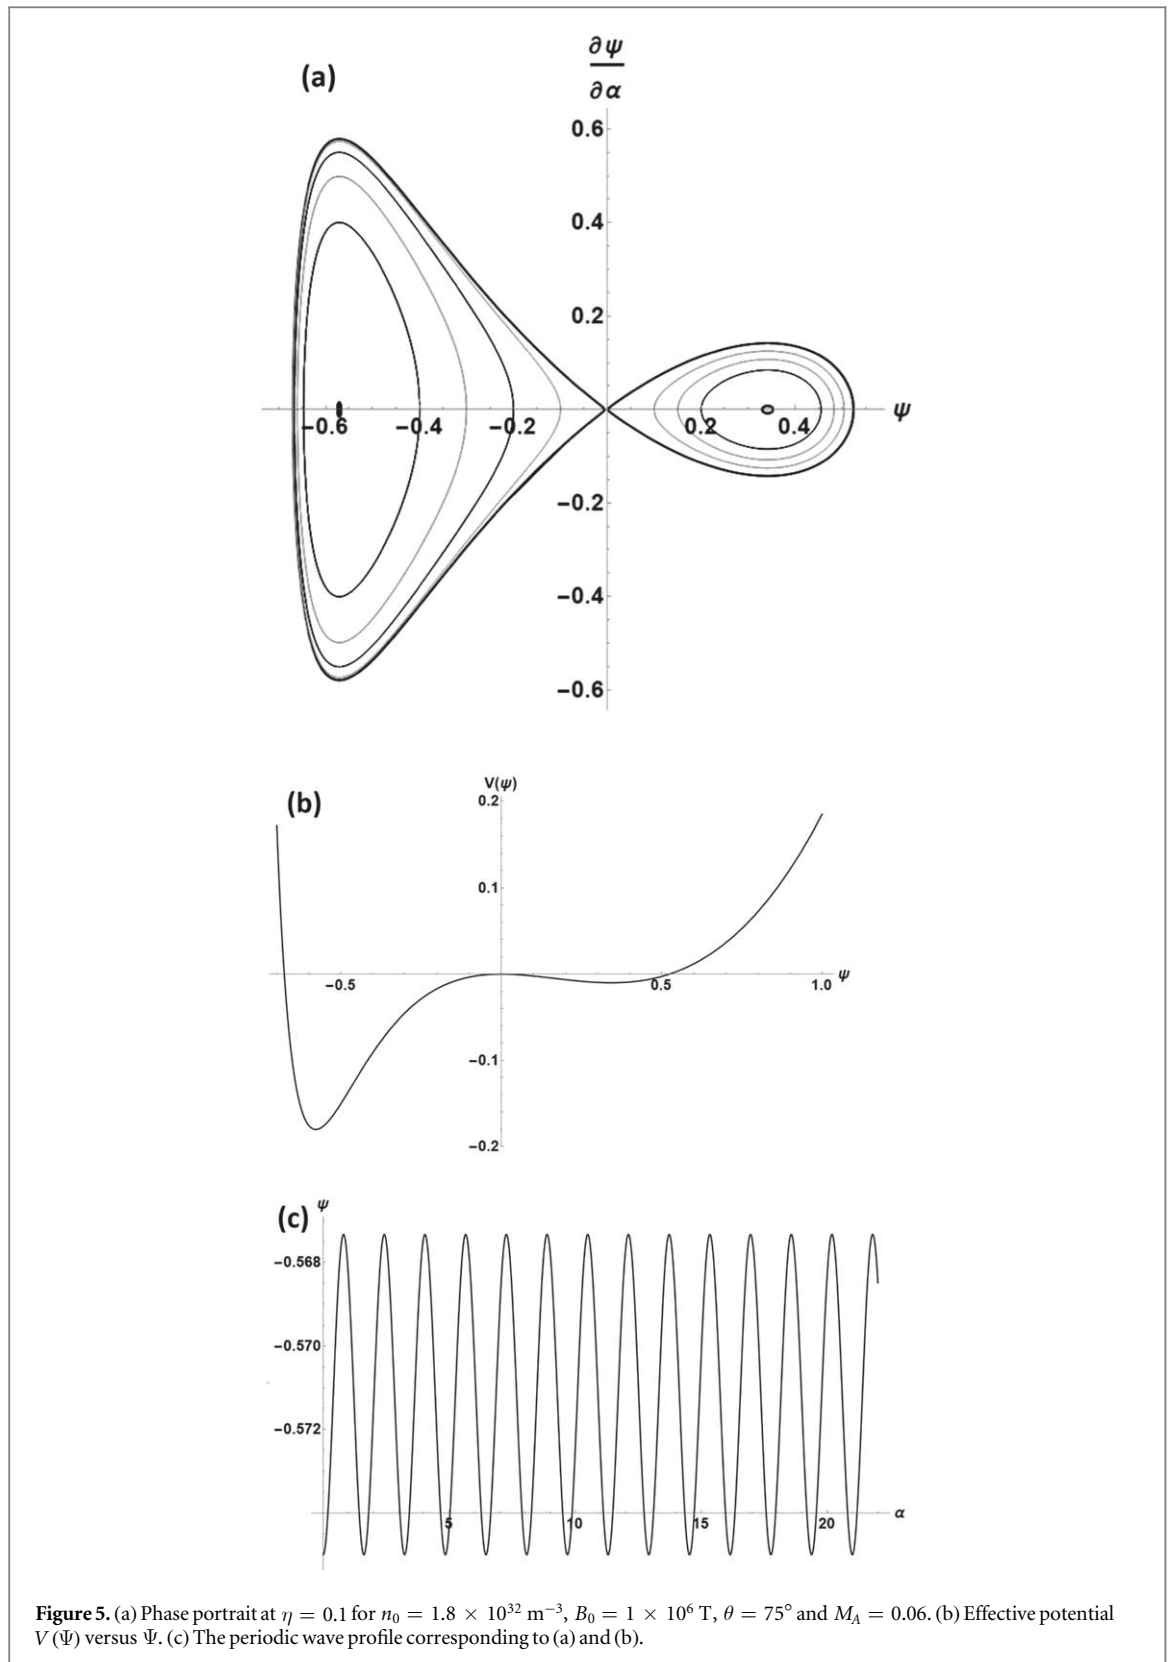 (a)
∂ψ
∂α
0.6
0.4
0.2
−0.6 −0.4 −0.2 0.2 0.4 ψ
−0.2
−0.4
−0.6
(b)
V(ψ)
0.2
0.1
−0.5 0.5 1.0 ψ
−0.1
−0.2
(c) ψ
−0.568
−0.570
−0.572
5 10 15 20 α
Figure 5. (a) Phase portrait at η = 0.1 for n₀ = 1.8 × 10³² m⁻³, B₀ = 1 × 10⁶ T, θ = 75° and M_A = 0.06. (b) Effective potential
V(Ψ) versus Ψ. (c) The periodic wave profile corresponding to (a) and (b).